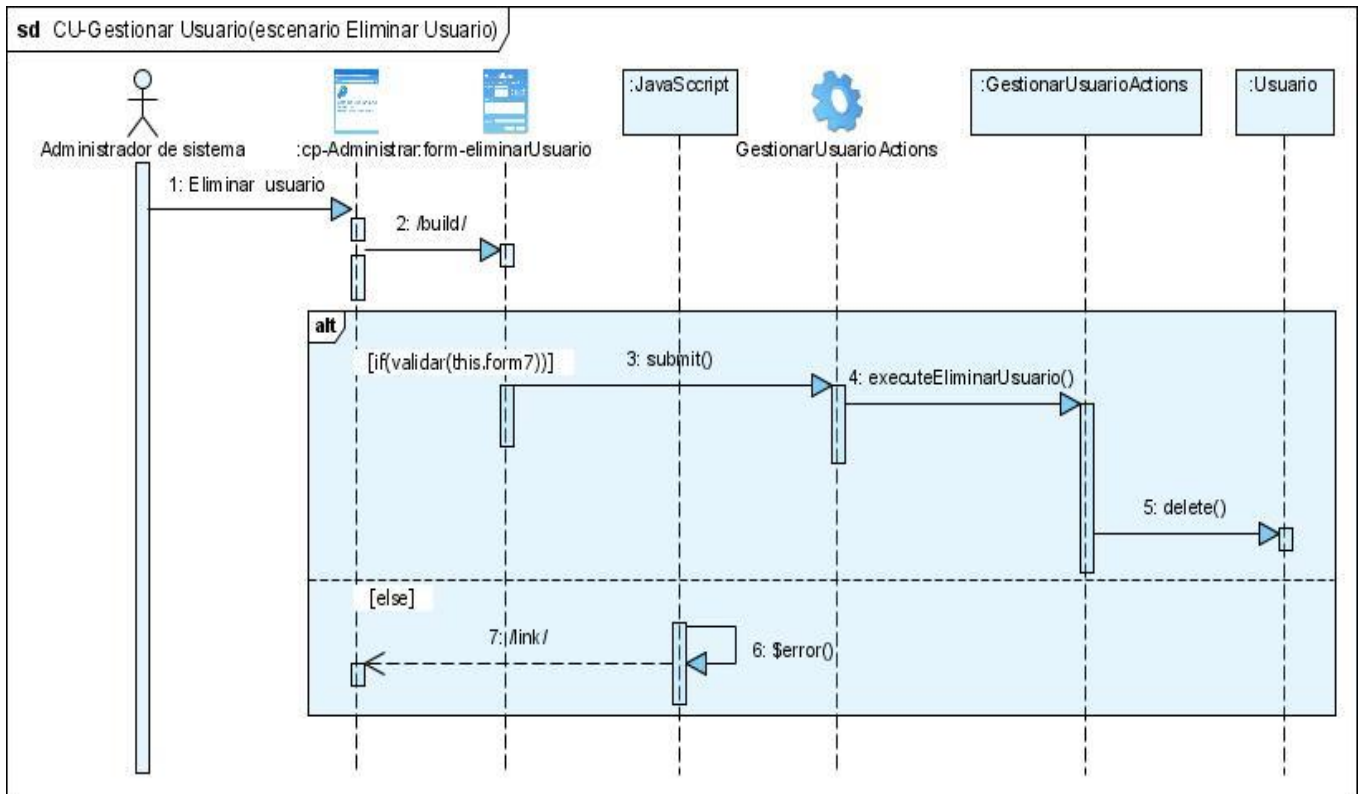 sd CU-Gestionar Usuario(escenario Eliminar Usuario)
:JavaSccript
:GestionarUsuarioActions
:Usuario
Administrador de sistema
:cp-Administrar
:form-eliminarUsuario
GestionarUsuarioActions
1: Eliminar usuario
2: /build/
alt
[if(validar(this.form7))]
3: submit()
4: executeEliminarUsuario()
5: delete()
[else]
7: /link/
6: $error()